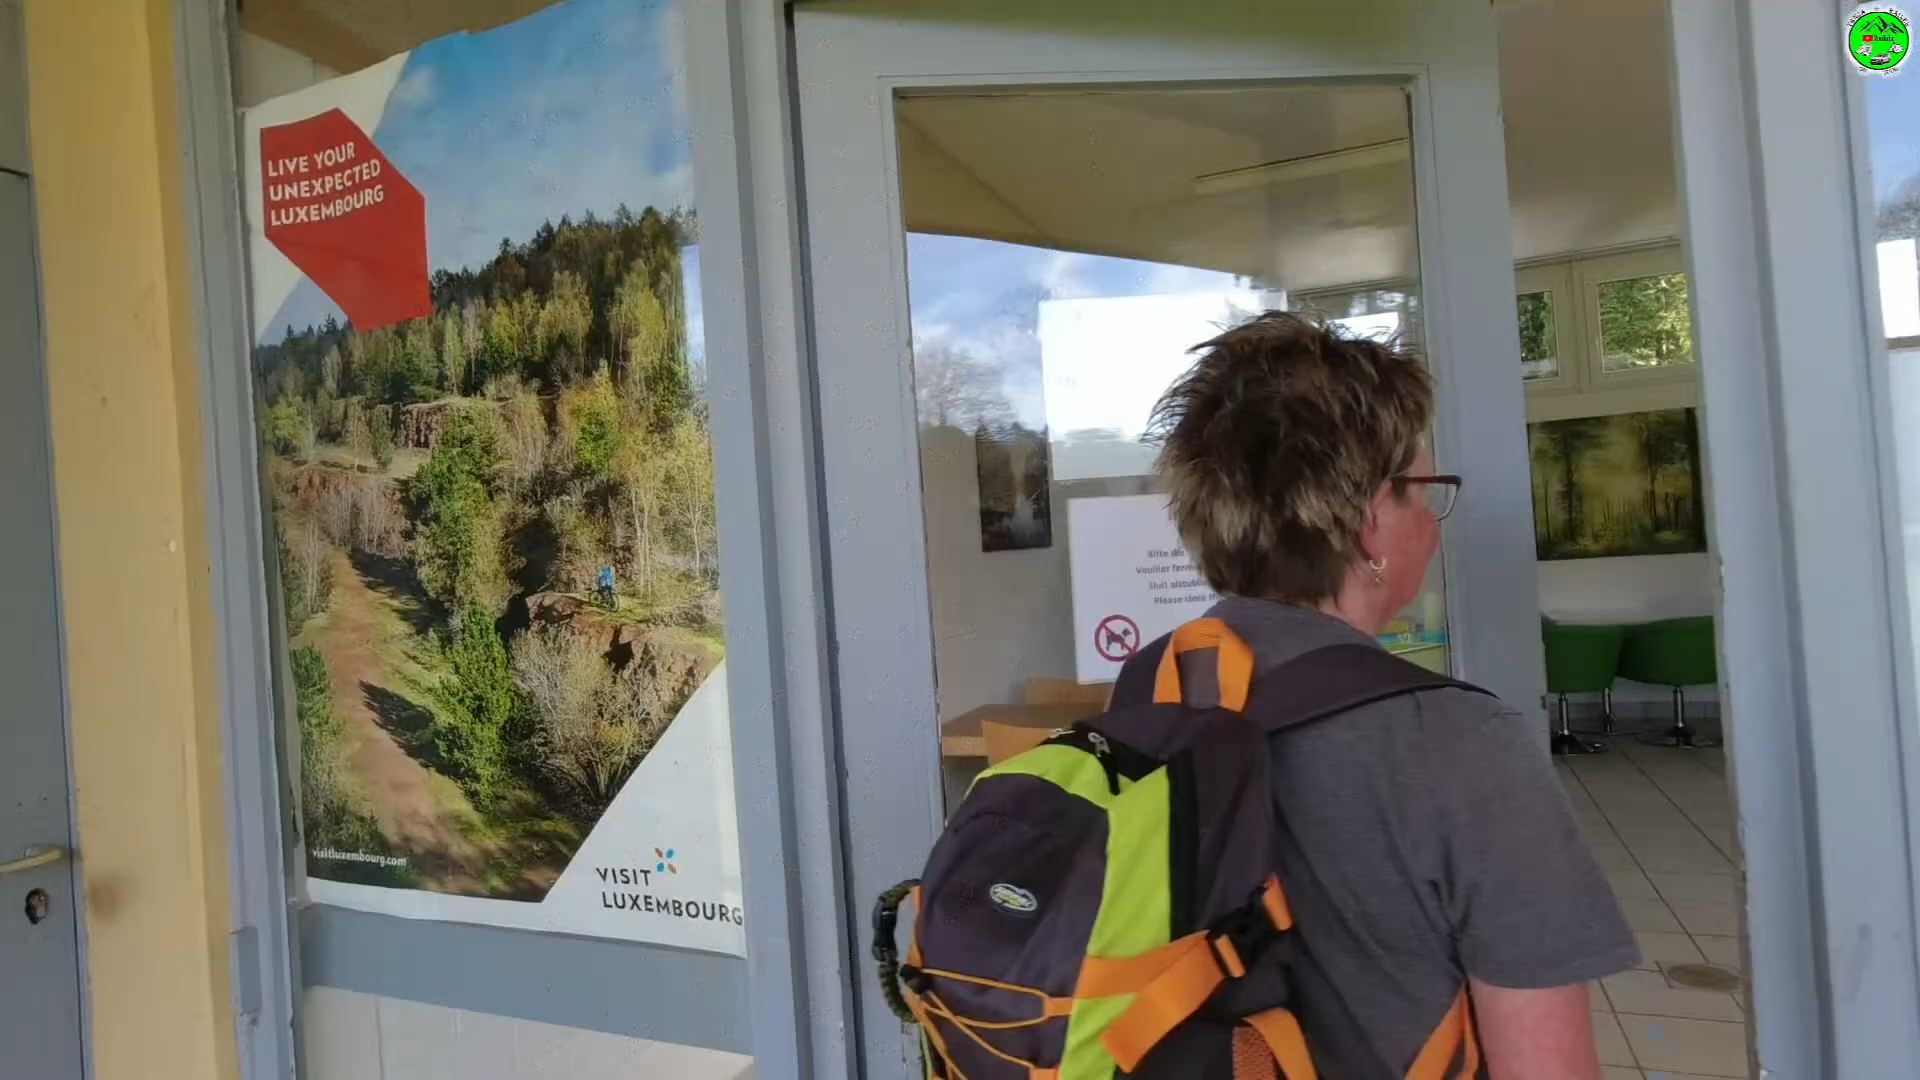 LIVE YOUR
UNEXPECTED
LUXEMBOURG
visitluxembourg.com
VISIT
LUXEMBOURG
Bitte die
Veuillez ferm
Sluit alstublie
Please close th